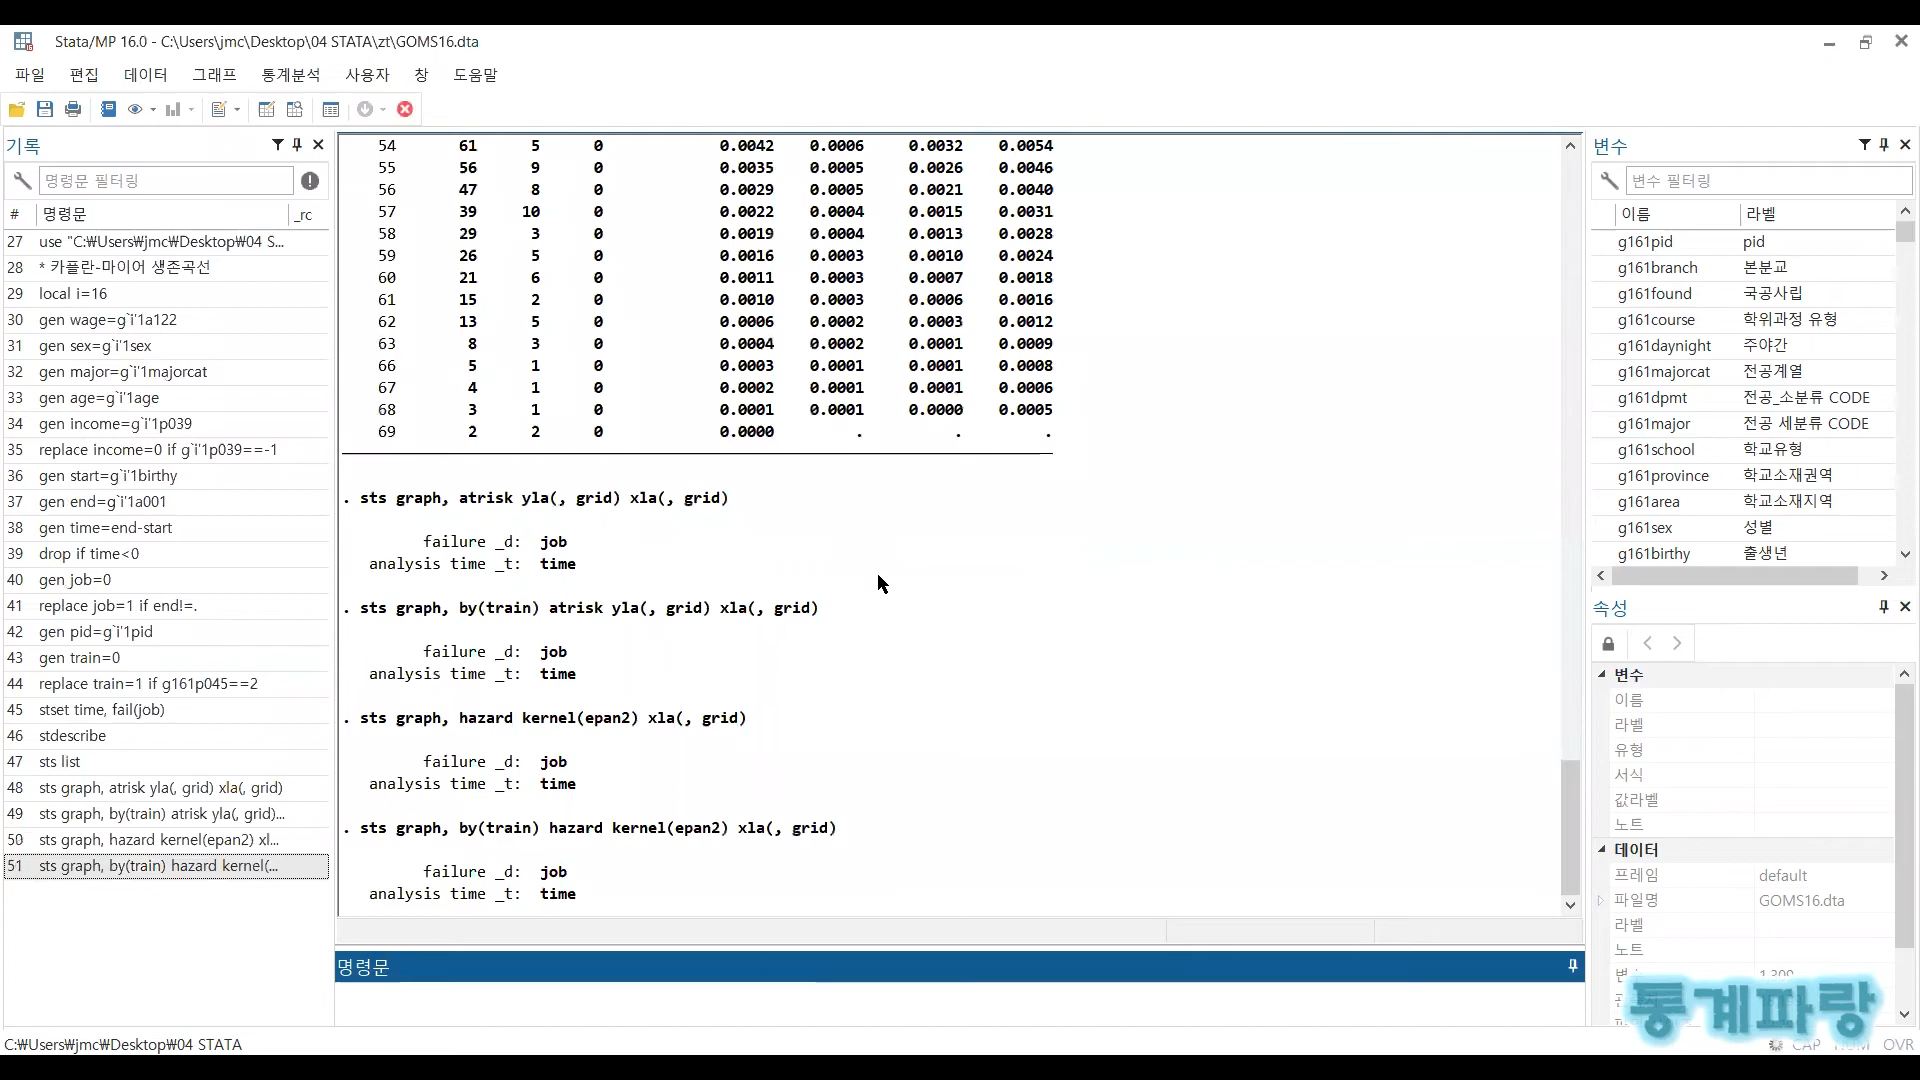 Stata/MP 16.0 - C:\Users\jmc\Desktop\04 STATA\zt\GOMS16.dta
파일 편집 데이터 그래프 통계분석 사용자 창 도움말
기록
명령문 필터링
# 명령문 _rc
27 use "C:₩Users₩jmc₩Desktop₩04 S...
28 * 카플란-마이어 생존곡선
29 local i=16
30 gen wage=g`i'1a122
31 gen sex=g`i'1sex
32 gen major=g`i'1majorcat
33 gen age=g`i'1age
34 gen income=g`i'1p039
35 replace income=0 if g`i'1p039==-1
36 gen start=g`i'1birthy
37 gen end=g`i'1a001
38 gen time=end-start
39 drop if time<0
40 gen job=0
41 replace job=1 if end!=.
42 gen pid=g`i'1pid
43 gen train=0
44 replace train=1 if g161p045==2
45 stset time, fail(job)
46 stdescribe
47 sts list
48 sts graph, atrisk yla(, grid) xla(, grid)
49 sts graph, by(train) atrisk yla(, grid)...
50 sts graph, hazard kernel(epan2) xl...
51 sts graph, by(train) hazard kernel(...
54 61 5 0 0.0042 0.0006 0.0032 0.0054
55 56 9 0 0.0035 0.0005 0.0026 0.0046
56 47 8 0 0.0029 0.0005 0.0021 0.0040
57 39 10 0 0.0022 0.0004 0.0015 0.0031
58 29 3 0 0.0019 0.0004 0.0013 0.0028
59 26 5 0 0.0016 0.0003 0.0010 0.0024
60 21 6 0 0.0011 0.0003 0.0007 0.0018
61 15 2 0 0.0010 0.0003 0.0006 0.0016
62 13 5 0 0.0006 0.0002 0.0003 0.0012
63 8 3 0 0.0004 0.0002 0.0001 0.0009
66 5 1 0 0.0003 0.0001 0.0001 0.0008
67 4 1 0 0.0002 0.0001 0.0001 0.0006
68 3 1 0 0.0001 0.0001 0.0000 0.0005
69 2 2 0 0.0000 . . .
. sts graph, atrisk yla(, grid) xla(, grid)
failure _d: job
analysis time _t: time
. sts graph, by(train) atrisk yla(, grid) xla(, grid)
failure _d: job
analysis time _t: time
. sts graph, hazard kernel(epan2) xla(, grid)
failure _d: job
analysis time _t: time
. sts graph, by(train) hazard kernel(epan2) xla(, grid)
failure _d: job
analysis time _t: time
명령문
변수
변수 필터링
이름 라벨
g161pid pid
g161branch 본분교
g161found 국공사립
g161course 학위과정 유형
g161daynight 주야간
g161majorcat 전공계열
g161dpmt 전공_소분류 CODE
g161major 전공 세분류 CODE
g161school 학교유형
g161province 학교소재권역
g161area 학교소재지역
g161sex 성별
g161birthy 출생년
속성
변수
이름
라벨
유형
서식
값라벨
노트
데이터
프레임 default
파일명 GOMS16.dta
라벨
노트
통계파랑
C:₩Users₩jmc₩Desktop₩04 STATA
CAP NUM OVR